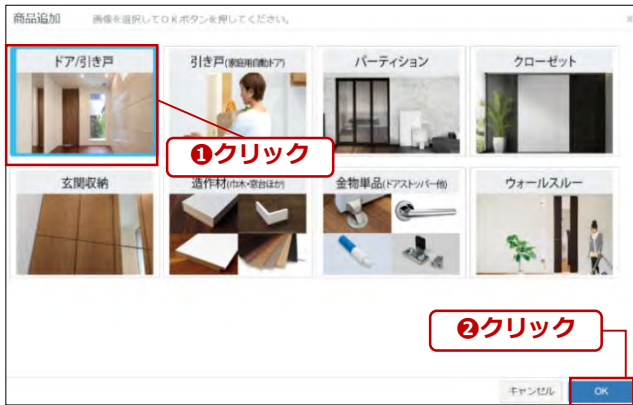 商品追加 画像を選択してOKボタンを押してください。 ×
ドア/引き戸 引き戸(家庭用自動ドア) パーティション クローゼット
❶クリック
玄関収納 造作材(巾木・窓台ほか) 金物単品(ドアストッパー他) ウォールスルー
❷クリック
キャンセル OK